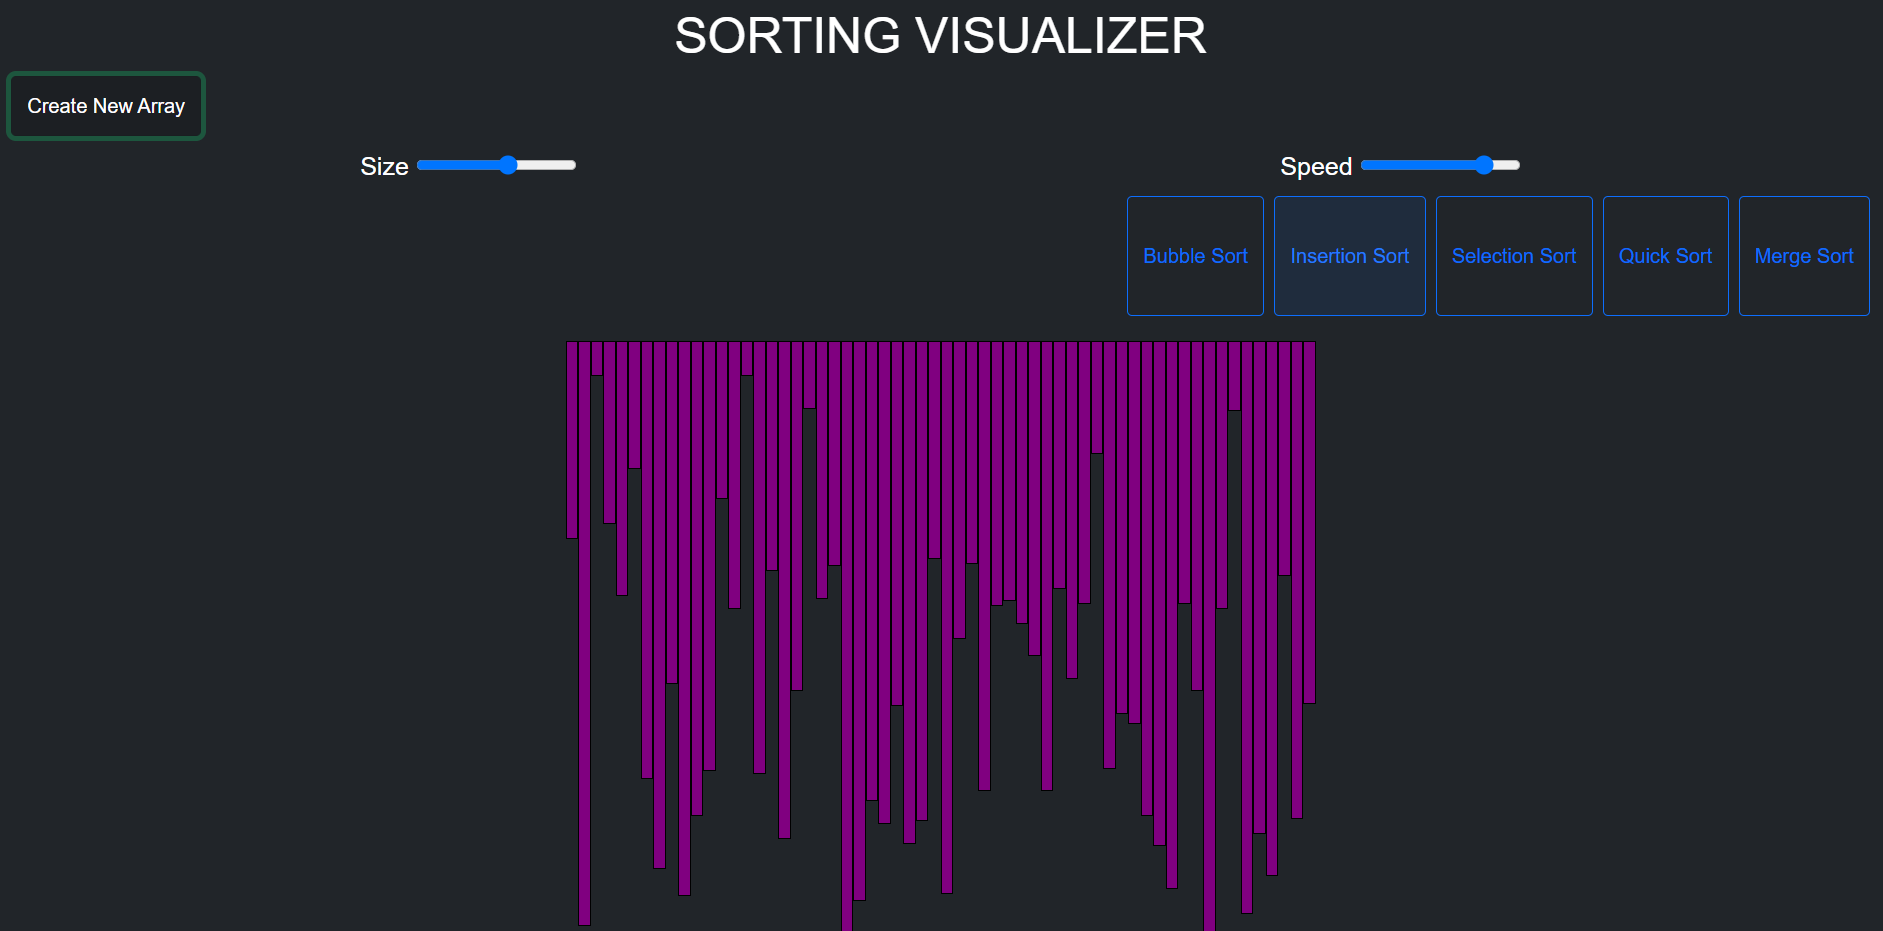 SORTING VISUALIZER
Create New Array
Size
Speed
Bubble Sort
Insertion Sort
Selection Sort
Quick Sort
Merge Sort